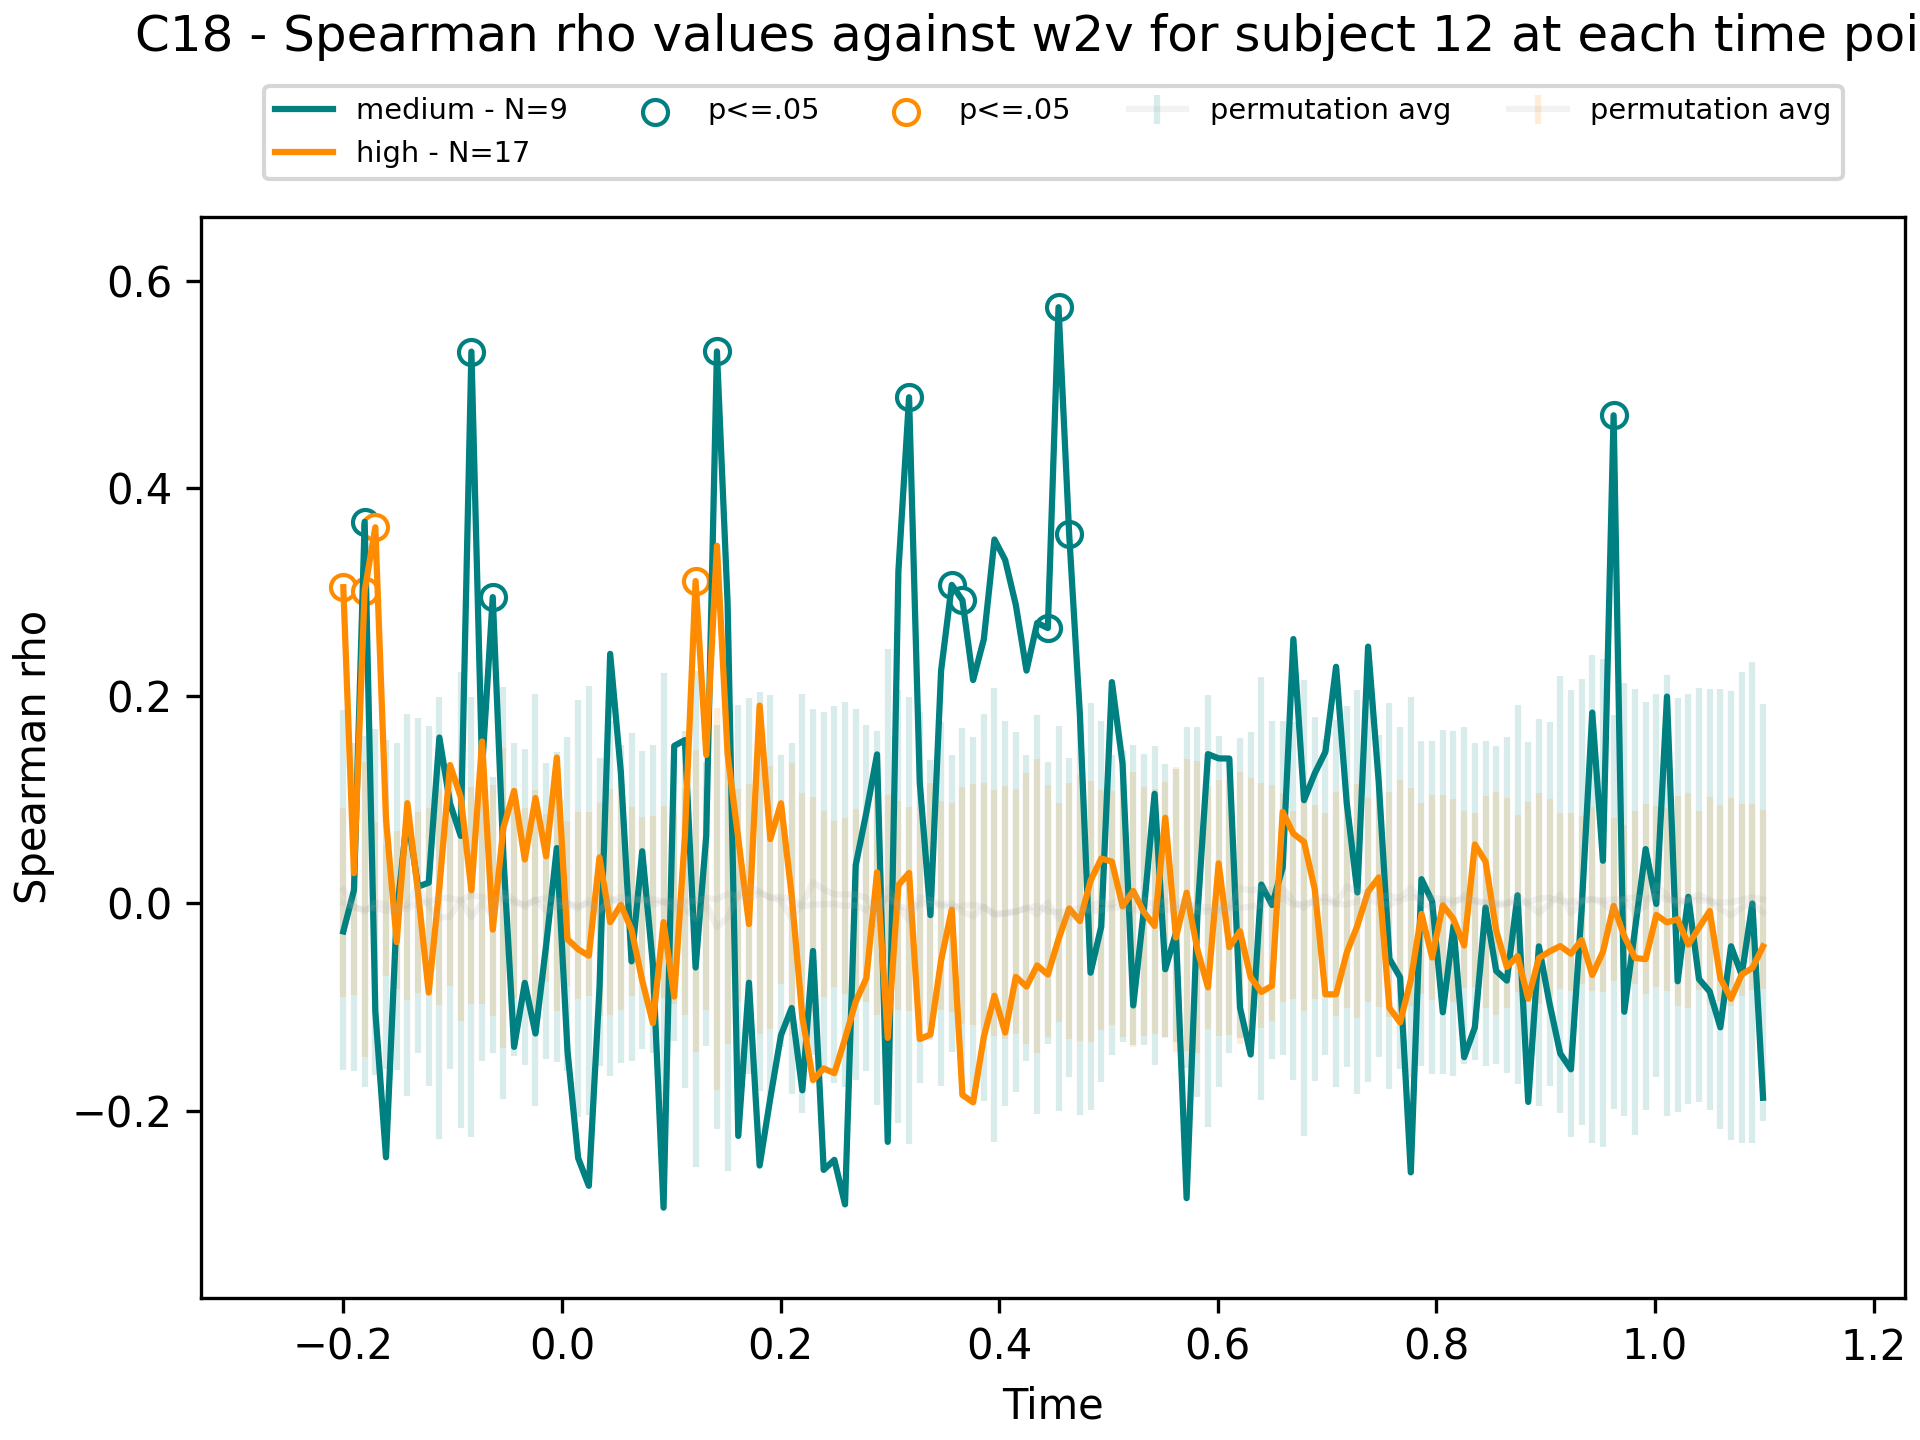 C18 - Spearman rho values against w2v for subject 12 at each time poi
medium - N=9 p<=.05 p<=.05 permutation avg permutation avg
high - N=17
0.6
0.4
0.2
0.0
−0.2
Spearman rho
−0.2 0.0 0.2 0.4 0.6 0.8 1.0 1.2
Time